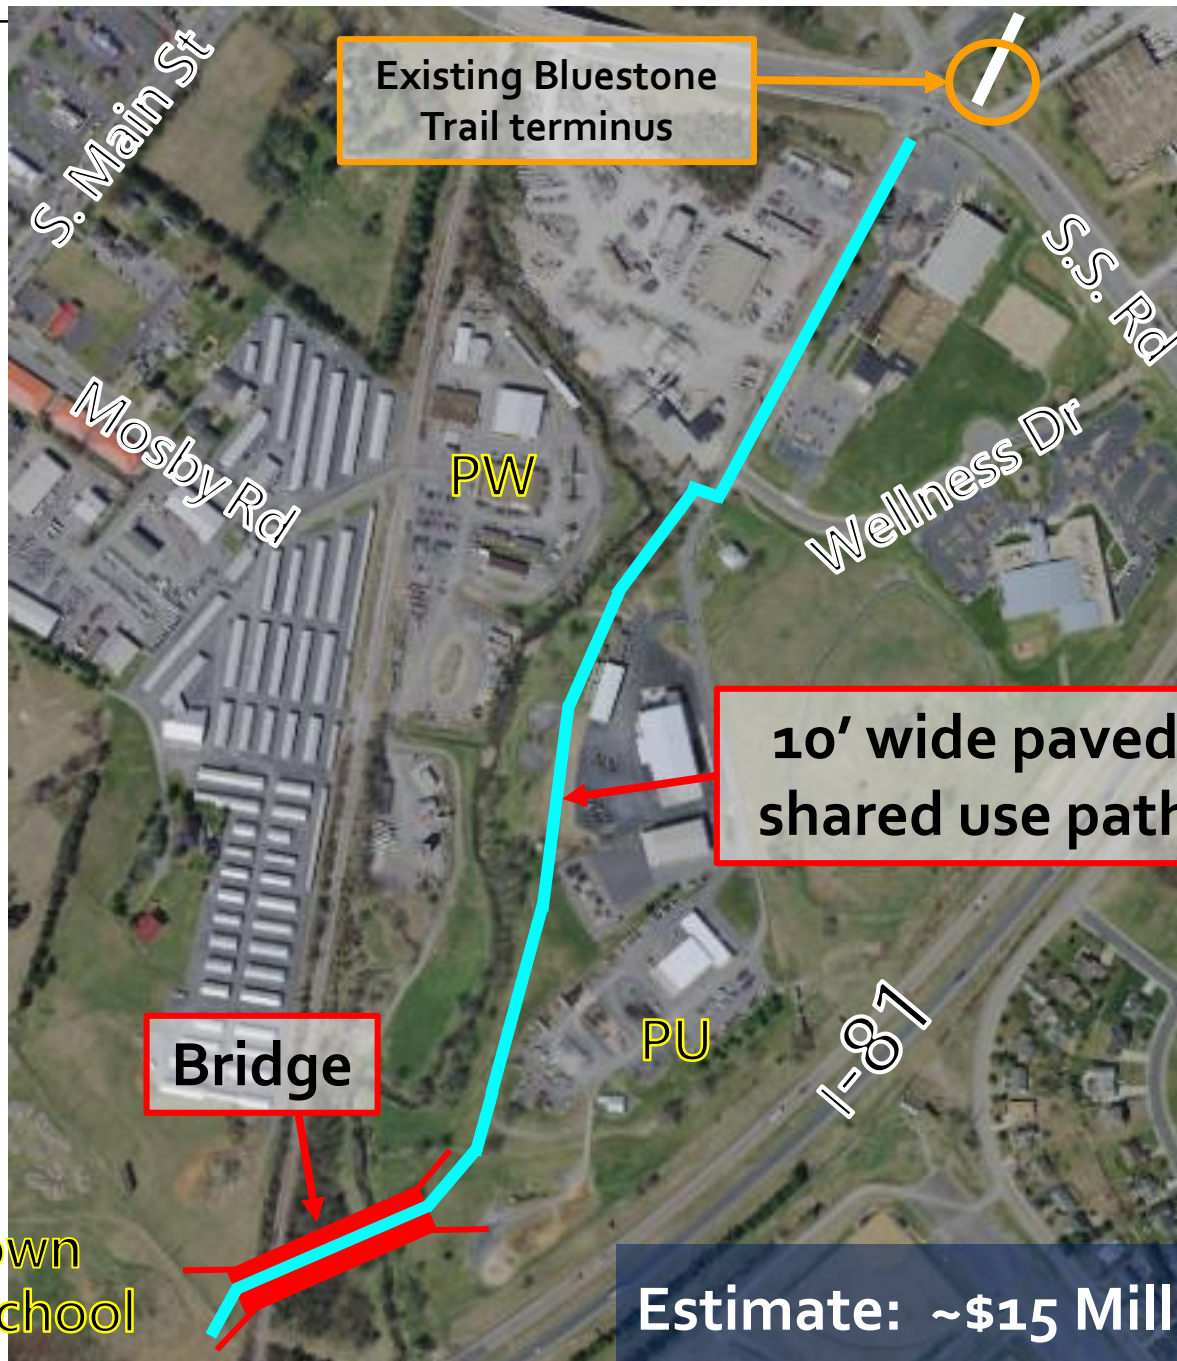 S. Main St
Existing Bluestone
Trail terminus
S.S. Rd
Mosby Rd
PW
Wellness Dr
10' wide paved
shared use path
I-81
PU
Bridge
own
chool
Estimate: ~$15 Mill